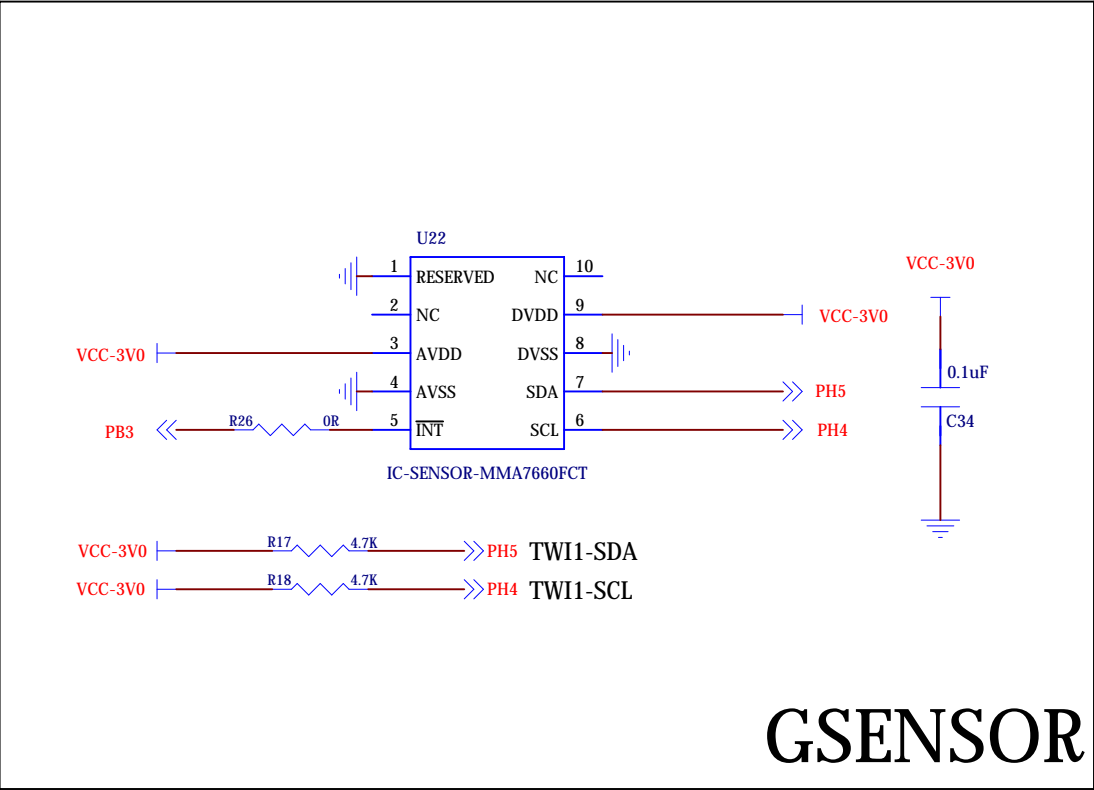 U22
1 RESERVED NC 10
2 NC DVDD 9 VCC-3V0
VCC-3V0 3 AVDD DVSS 8
4 AVSS SDA 7 PH5
PB3 R26 0R 5 INT SCL 6 PH4
IC-SENSOR-MMA7660FCT
VCC-3V0
0.1uF
C34
VCC-3V0 R17 4.7K PH5 TWI1-SDA
VCC-3V0 R18 4.7K PH4 TWI1-SCL
GSENSOR